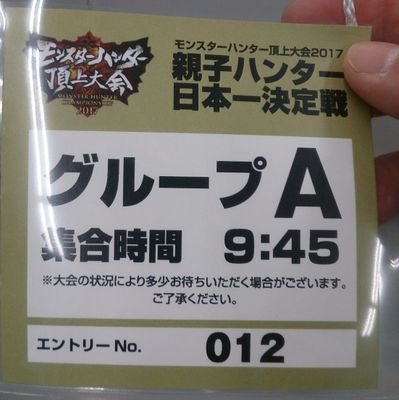 モンスターハンター
頂上大会
MONSTER HUNTER
CHAMPIONSHIP
2017
モンスターハンター頂上大会2017
親子ハンター
日本一決定戦
グループA
集合時間 9:45
※大会の状況により多少お待ちいただく場合がございます。
ご了承ください。
エントリーNo. 012